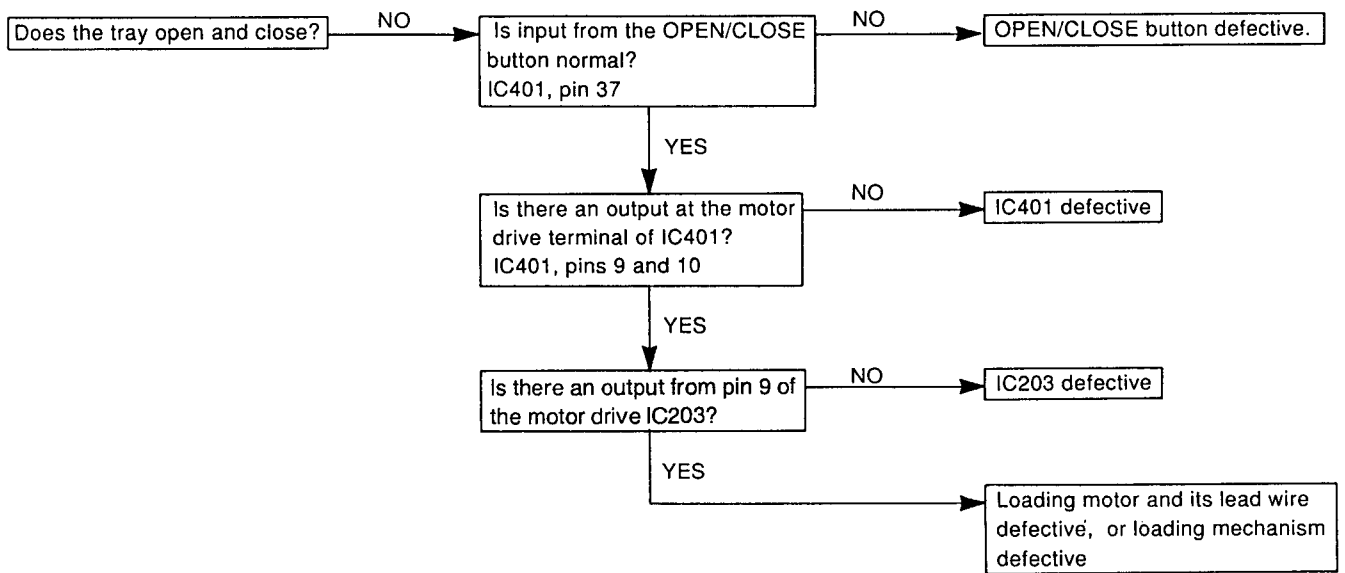 Does the tray open and close?
NO
Is input from the OPEN/CLOSE
button normal?
IC401, pin 37
NO
OPEN/CLOSE button defective.
YES
Is there an output at the motor
drive terminal of IC401?
IC401, pins 9 and 10
NO
IC401 defective
YES
Is there an output from pin 9 of
the motor drive IC203?
NO
IC203 defective
YES
Loading motor and its lead wire
defective, or loading mechanism
defective